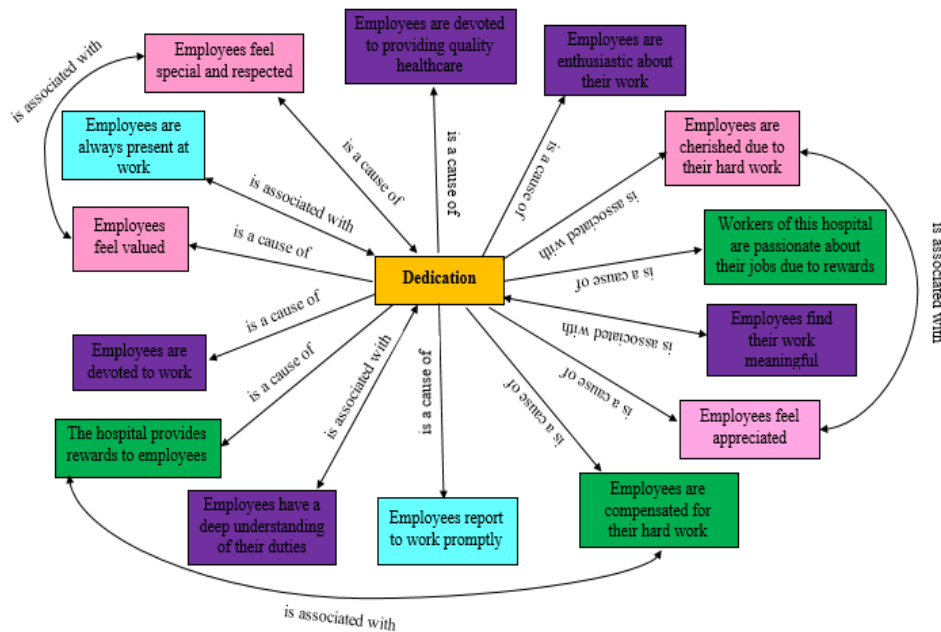 Employees are devoted
to providing quality
healthcare
Employees feel
special and respected
Employees are
enthusiastic about
their work
is associated with
Employees are
always present at
work
Employees are
cherished due to
their hard work
is a cause of
is a cause of
is a cause of
is associated with
is associated with
Employees
feel valued
is a cause of
Workers of this hospital
are passionate about
their jobs due to rewards
is a cause of
Dedication
is associated with
is a cause of
is associated with
Employees find
their work
meaningful
Employees are
devoted to work
is a cause of
is associated with
is a cause of
is a cause of
is a cause of
Employees feel
appreciated
The hospital provides
rewards to employees
Employees have a
deep understanding
of their duties
Employees report
to work promptly
Employees are
compensated for
their hard work
is associated with